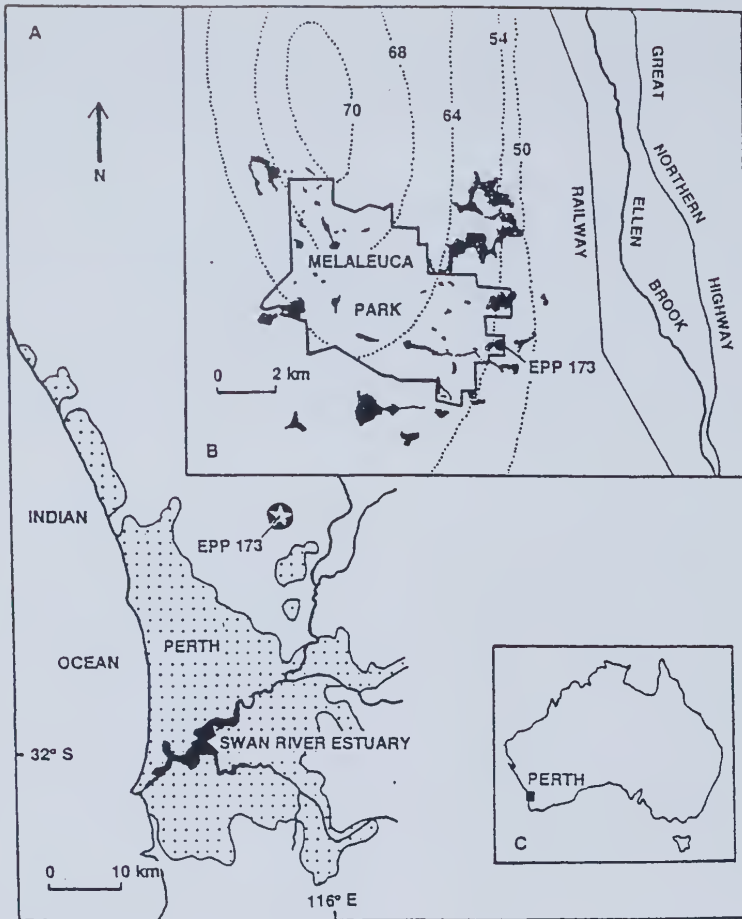 A
N
B
68
54
70
64
50
GREAT
NORTHERN
HIGHWAY
RAILWAY
ELLEN
BROOK
MELALEUCA
PARK
EPP 173
0 2 km
INDIAN
OCEAN
EPP 173
PERTH
SWAN RIVER ESTUARY
32° S
0 10 km
116° E
PERTH
C